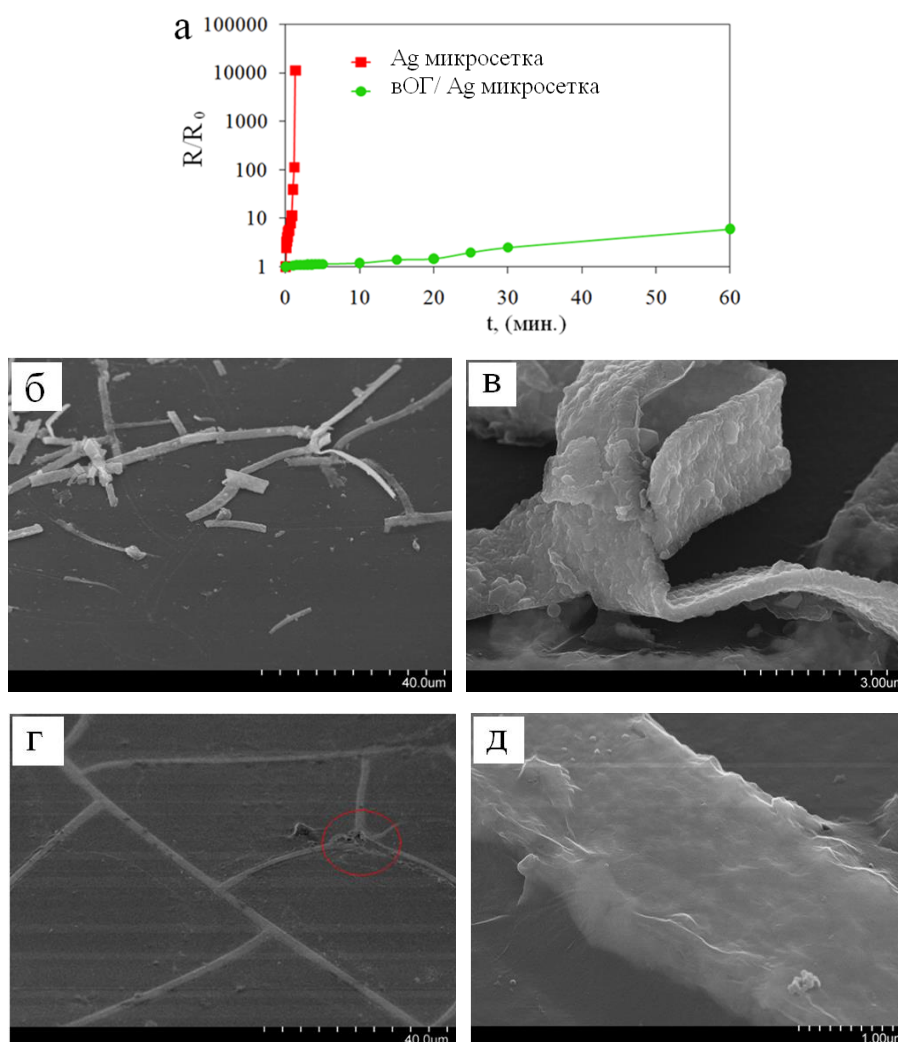 а
100000
10000
1000
100
10
1
R/R0
Ag микросетка
вОГ/ Ag микросетка
0 10 20 30 40 50 60
t, (мин.)
б
40.0um
в
3.00um
г
40.0um
д
1.00um